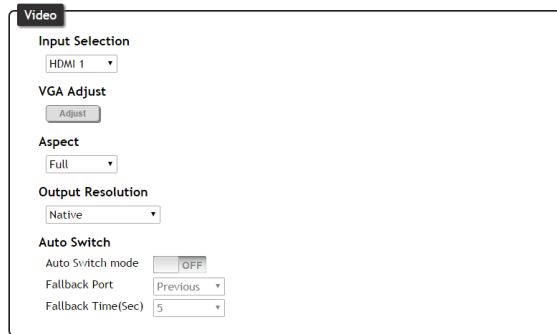 Video
Input Selection
HDMI 1
VGA Adjust
Adjust
Aspect
Full
Output Resolution
Native
Auto Switch
Auto Switch mode OFF
Fallback Port Previous
Fallback Time(Sec) 5